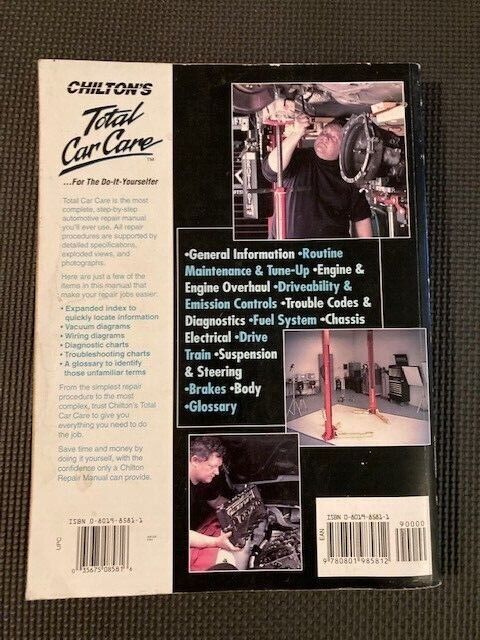 CHILTON'S
Total
Car Care™
...For The Do-It-Yourselfer
Total Car Care is the most
complete, step-by-step
automotive repair manual
you'll ever use. All repair
procedures are supported by
detailed specifications,
exploded views, and
photographs.
Here are just a few of the
items in this manual that
make your repair jobs easier:
• Expanded index to
quickly locate information
• Vacuum diagrams
• Wiring diagrams
• Diagnostic charts
• Troubleshooting charts
• A glossary to identify
those unfamiliar terms
From the simplest repair
procedure to the most
complex, trust Chilton's Total
Car Care to give you
everything you need to do
the job.
Save time and money by
doing it yourself, with the
confidence only a Chilton
Repair Manual can provide.
•General Information •Routine
Maintenance & Tune-Up •Engine &
Engine Overhaul •Driveability &
Emission Controls •Trouble Codes &
Diagnostics •Fuel System •Chassis
Electrical •Drive
Train •Suspension
& Steering
•Brakes •Body
•Glossary
ISBN 0-8019-8581-1
UPC
0 35675 08581 6
ISBN 0-8019-8581-1
EAN
90000
9 780801 985812